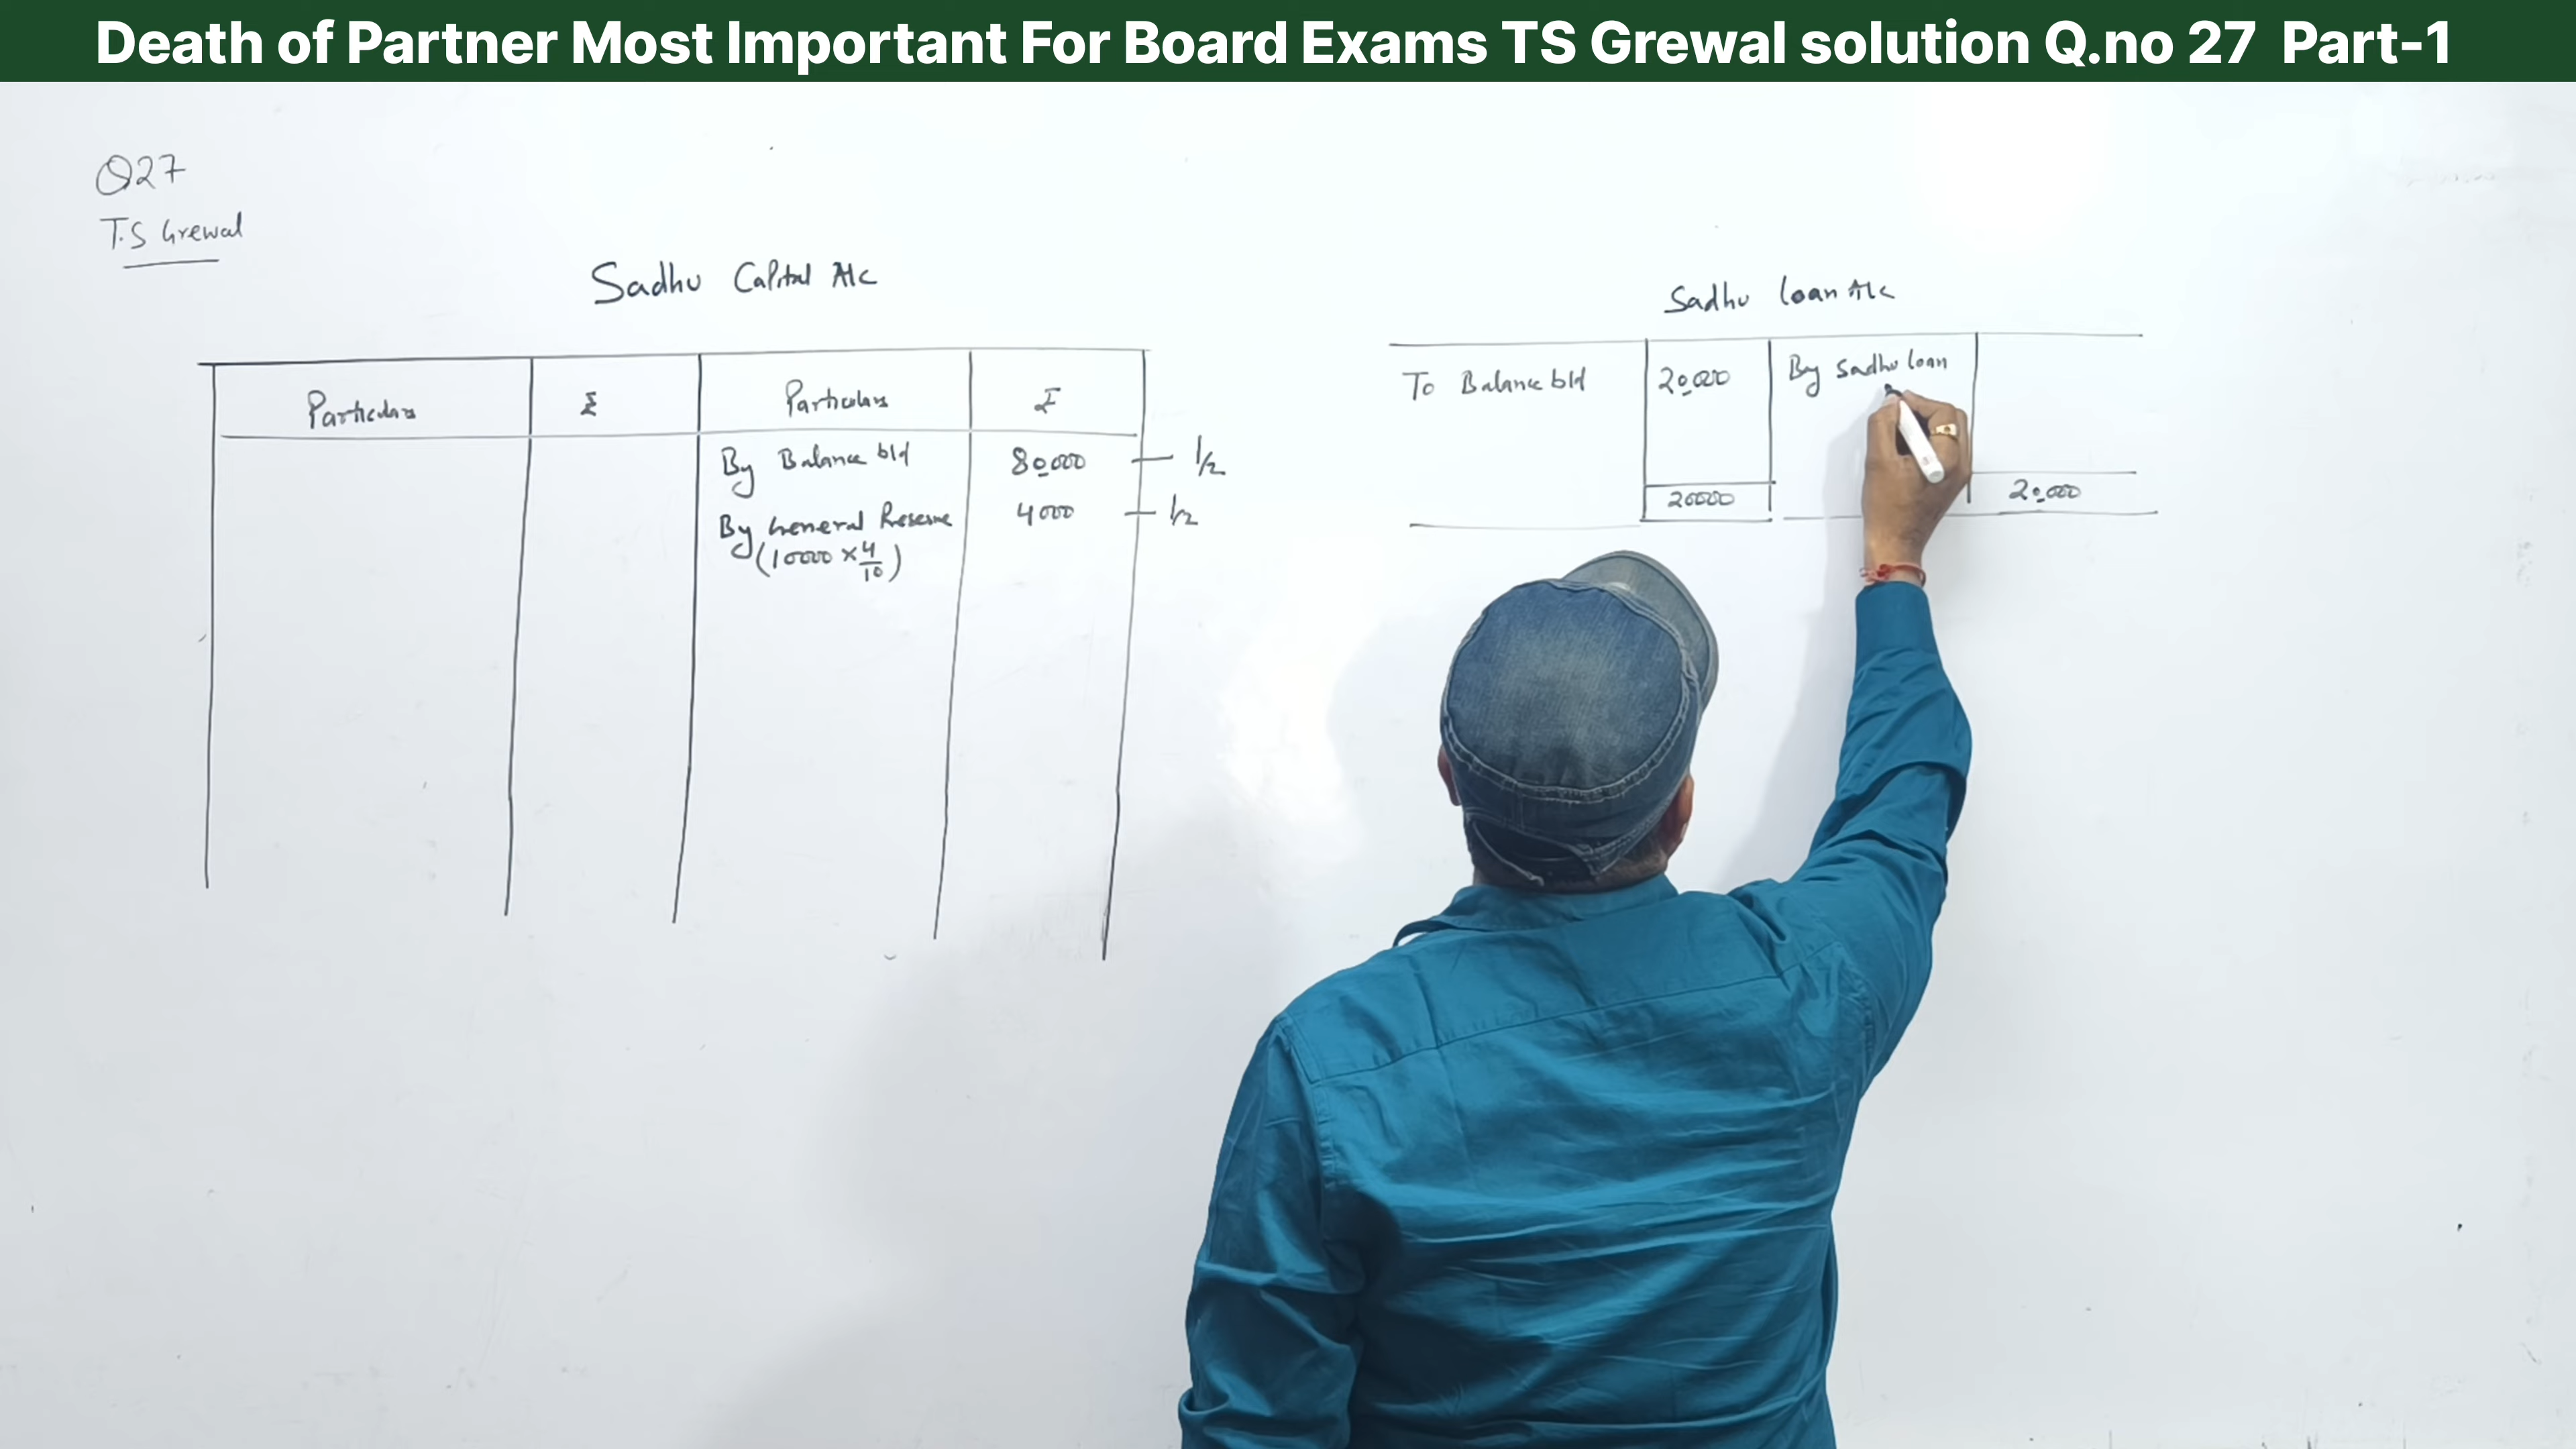 Death of Partner Most Important For Board Exams TS Grewal solution Q.no 27 Part-1
Q27
T.S Grewal
Sadhu Capital A/c
Particulars ₹ Particulars ₹
By Balance b/d 80,000 1/2
By General Reserve 4000 1/2
(10000 × 4/10)
Sadhu loan A/c
To Balance b/d 20,000 By Sadhu loan
20000 20,000